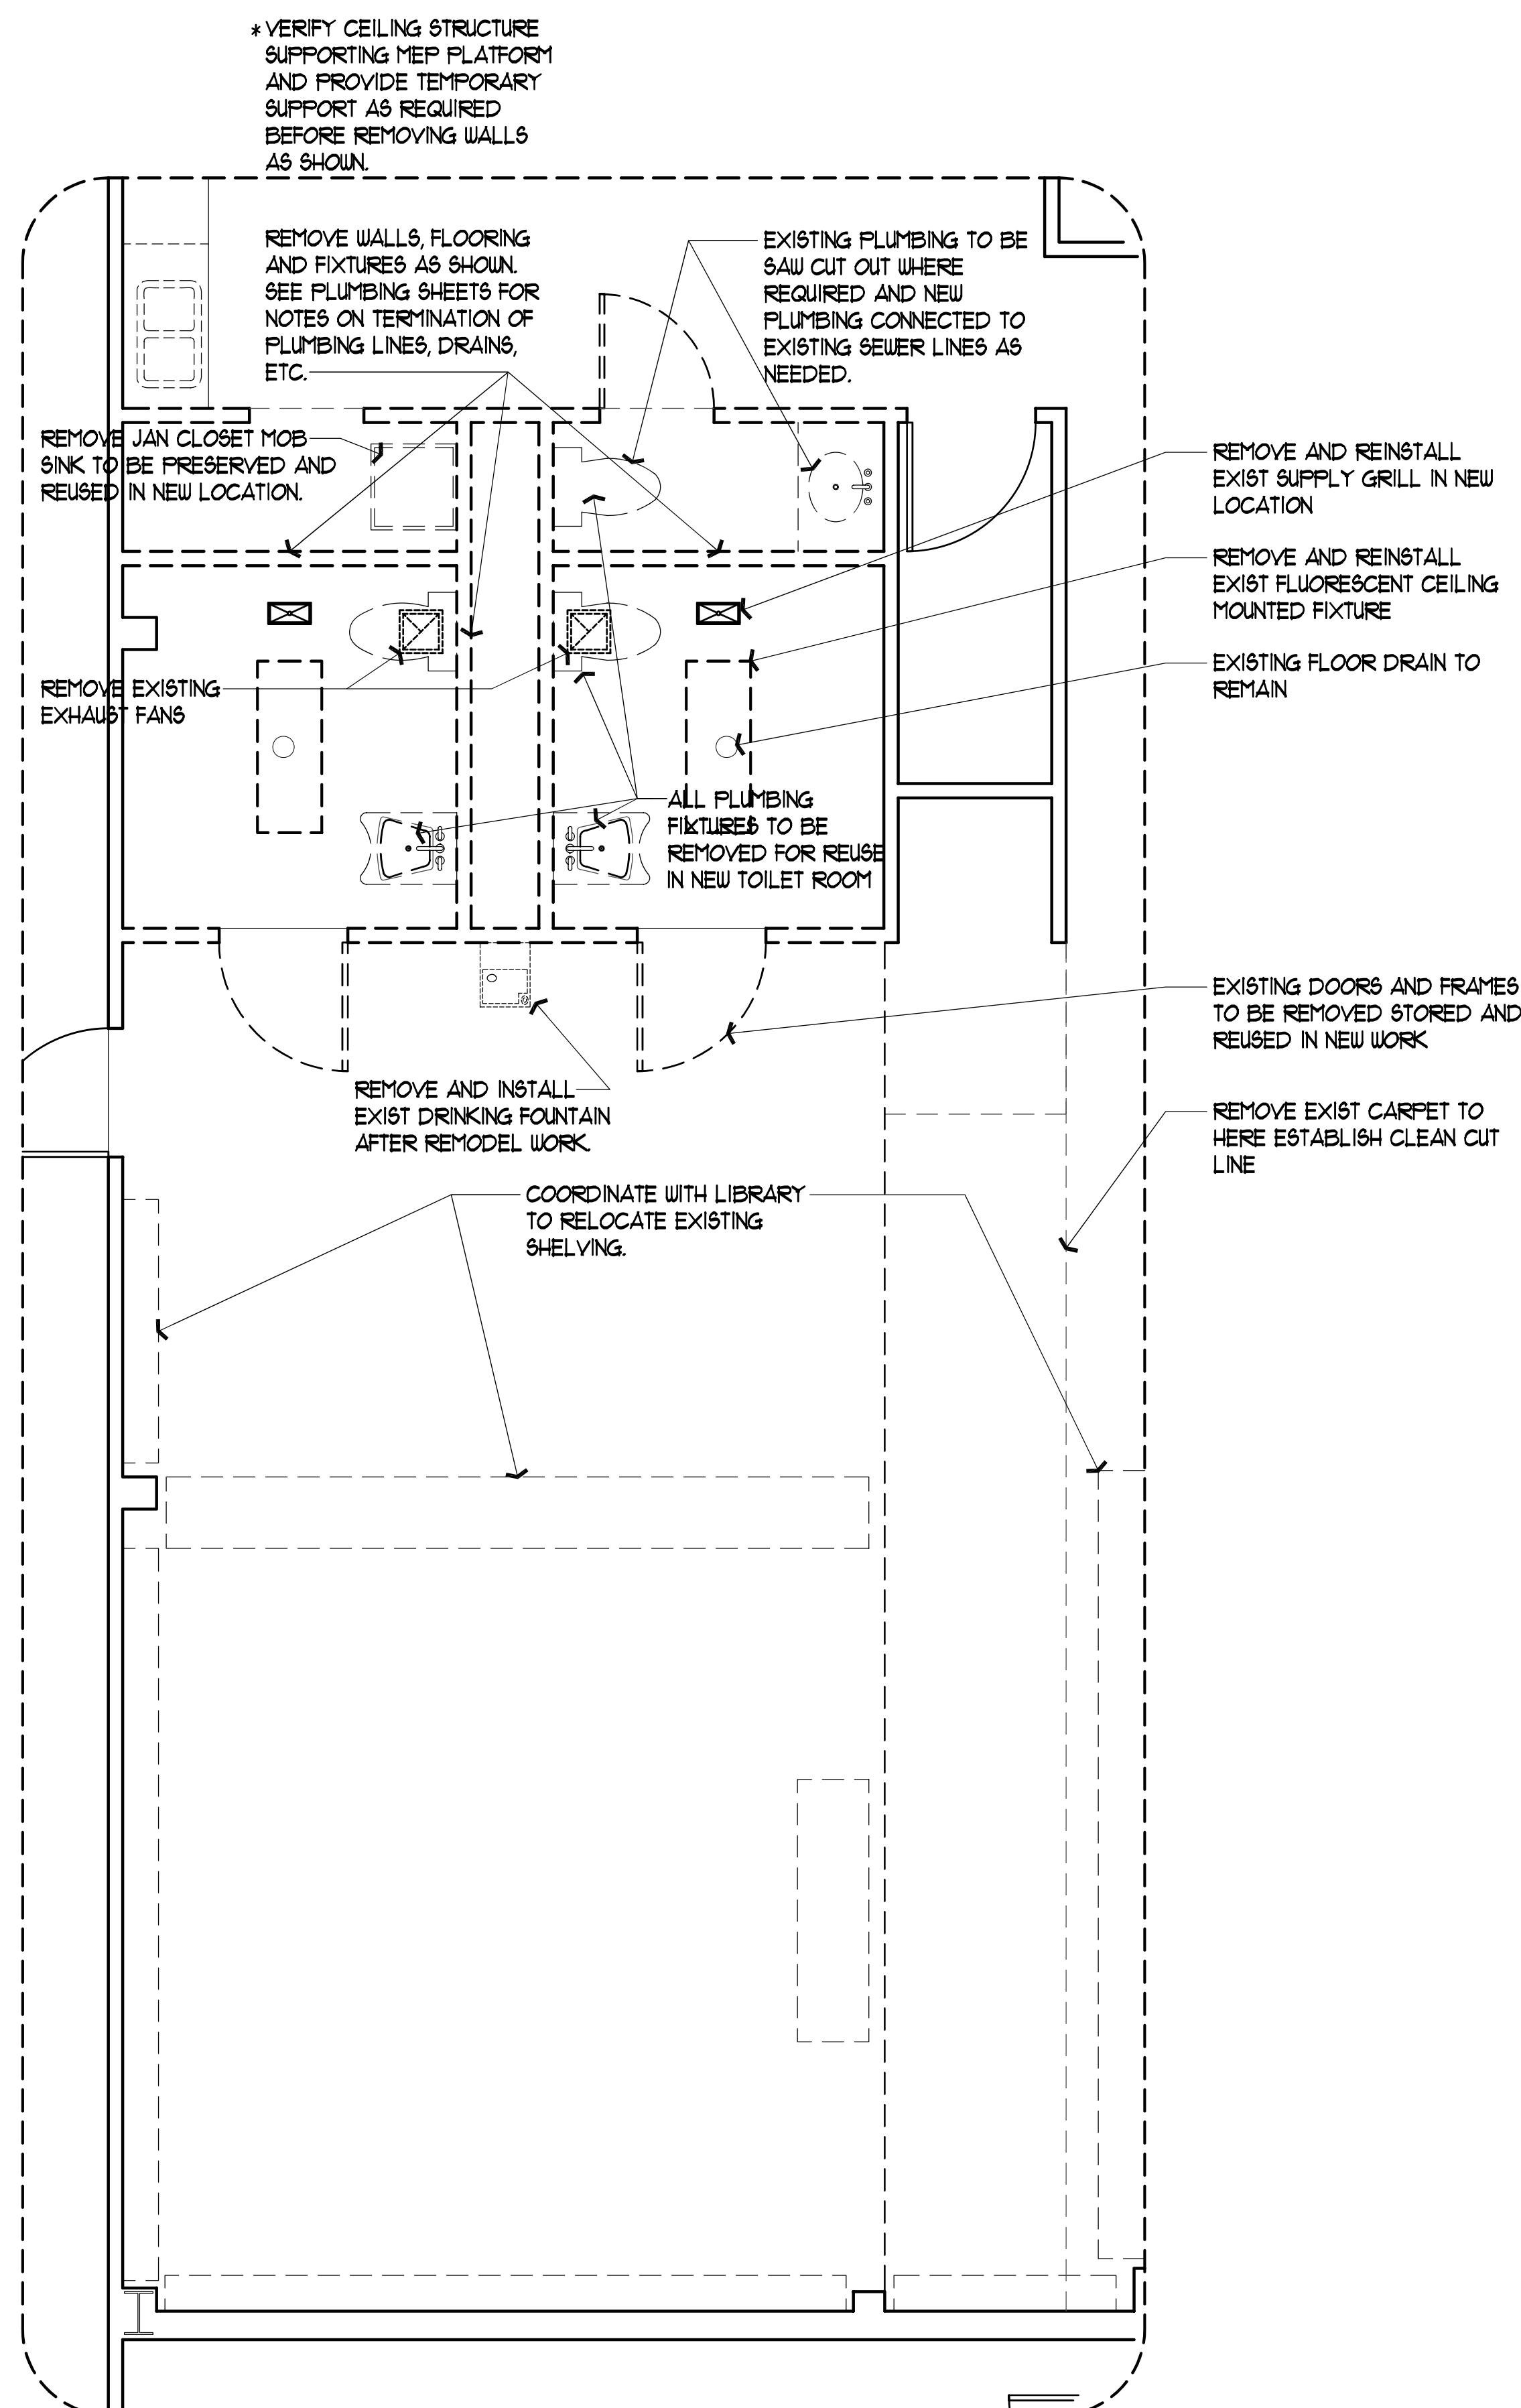 * VERIFY CEILING STRUCTURE
SUPPORTING MEP PLATFORM
AND PROVIDE TEMPORARY
SUPPORT AS REQUIRED
BEFORE REMOVING WALLS
AS SHOWN.
REMOVE WALLS, FLOORING
AND FIXTURES AS SHOWN.
SEE PLUMBING SHEETS FOR
NOTES ON TERMINATION OF
PLUMBING LINES, DRAINS,
ETC.
EXISTING PLUMBING TO BE
SAW CUT OUT WHERE
REQUIRED AND NEW
PLUMBING CONNECTED TO
EXISTING SEWER LINES AS
NEEDED.
REMOVE JAN CLOSET MOB
SINK TO BE PRESERVED AND
REUSED IN NEW LOCATION.
REMOVE AND REINSTALL
EXIST SUPPLY GRILL IN NEW
LOCATION
REMOVE AND REINSTALL
EXIST FLUORESCENT CEILING
MOUNTED FIXTURE
EXISTING FLOOR DRAIN TO
REMAIN
REMOVE EXISTING
EXHAUST FANS
ALL PLUMBING
FIXTURES TO BE
REMOVED FOR REUSE
IN NEW TOILET ROOM
EXISTING DOORS AND FRAMES
TO BE REMOVED STORED AND
REUSED IN NEW WORK
REMOVE AND INSTALL
EXIST DRINKING FOUNTAIN
AFTER REMODEL WORK.
REMOVE EXIST CARPET TO
HERE ESTABLISH CLEAN CUT
LINE
COORDINATE WITH LIBRARY
TO RELOCATE EXISTING
SHELVING.